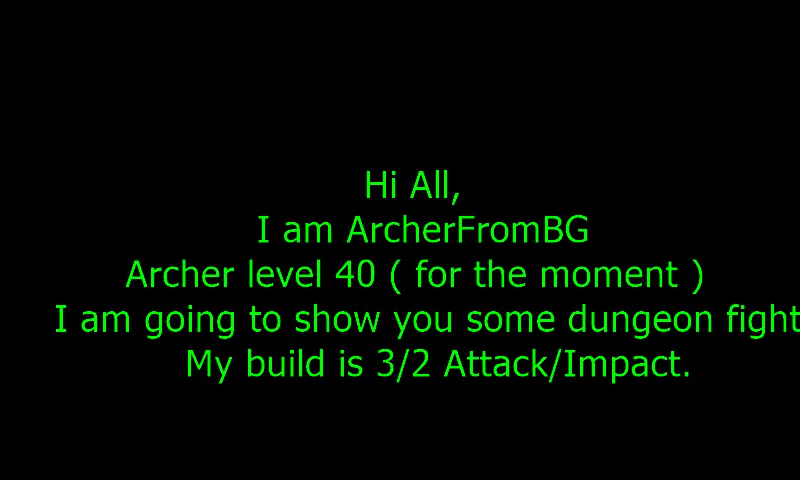 Hi All,
I am ArcherFromBG
Archer level 40 ( for the moment )
I am going to show you some dungeon fight
My build is 3/2 Attack/Impact.